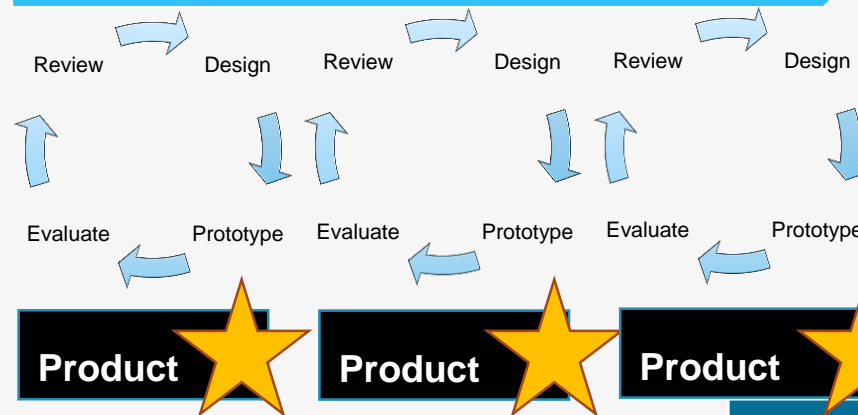 Review Design Review Design Review Design
Evaluate Prototype Evaluate Prototype Evaluate Prototype
Product Product Product